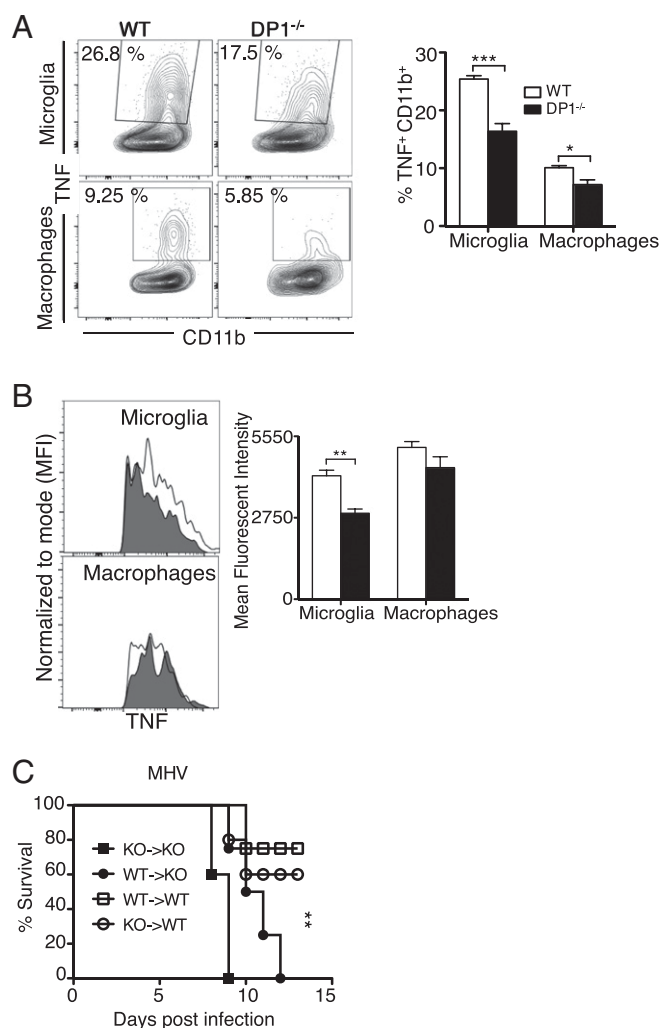 A
WT DP1-/-
26.8 % 17.5 %
Microglia
TNF
9.25 % 5.85 %
Macrophages
CD11b
30
20
10
0
% TNF+ CD11b+
***
*
WT
DP1-/-
Microglia Macrophages
B
Normalized to mode (MFI)
Microglia
Macrophages
TNF
Mean Fluorescent Intensity
5550
2750
0
**
Microglia Macrophages
C
MHV
% Survival
100
80
60
40
20
0
KO->KO
WT->KO
WT->WT
KO->WT
**
0 5 10 15
Days post infection